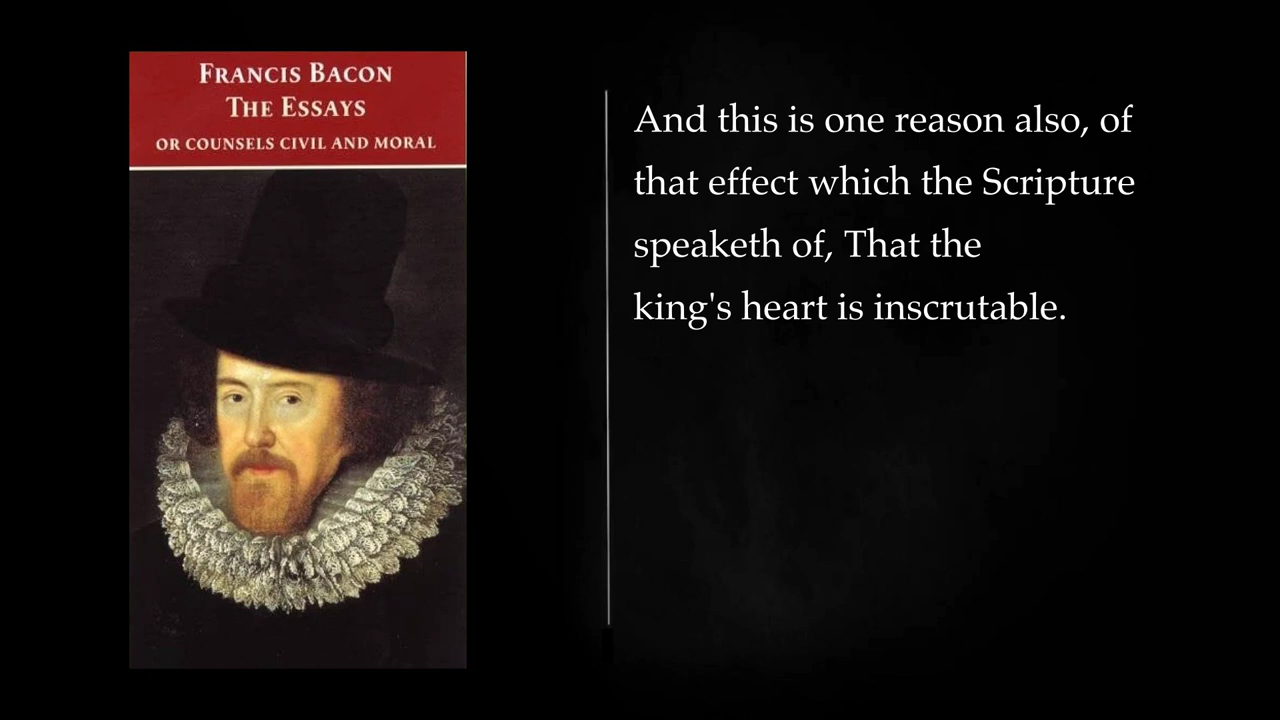 FRANCIS BACON
THE ESSAYS
OR COUNSELS CIVIL AND MORAL
And this is one reason also, of
that effect which the Scripture
speaketh of, That the
king's heart is inscrutable.